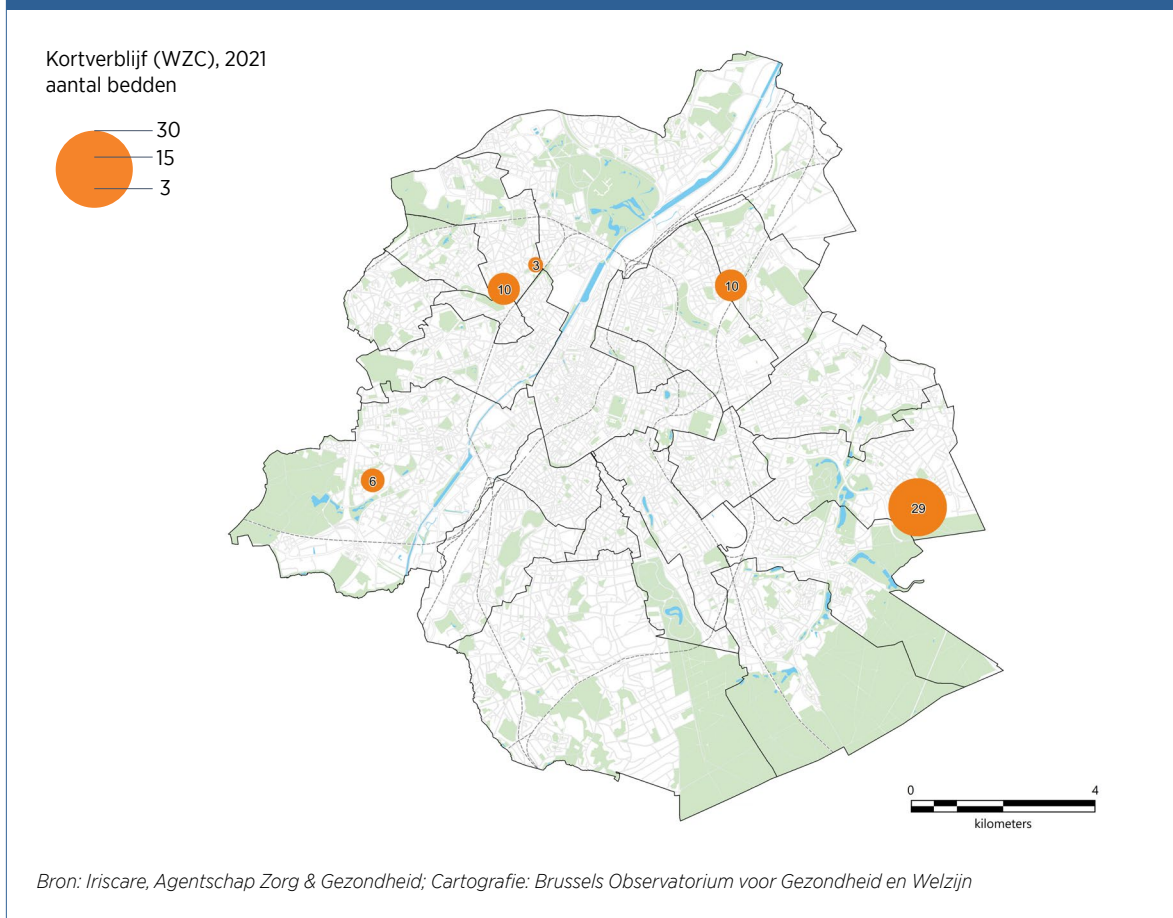 Kortverblijf (WZC), 2021
aantal bedden
30
15
3
3
10
10
6
29
0 4
kilometers
Bron: Iriscare, Agentschap Zorg & Gezondheid; Cartografie: Brussels Observatorium voor Gezondheid en Welzijn